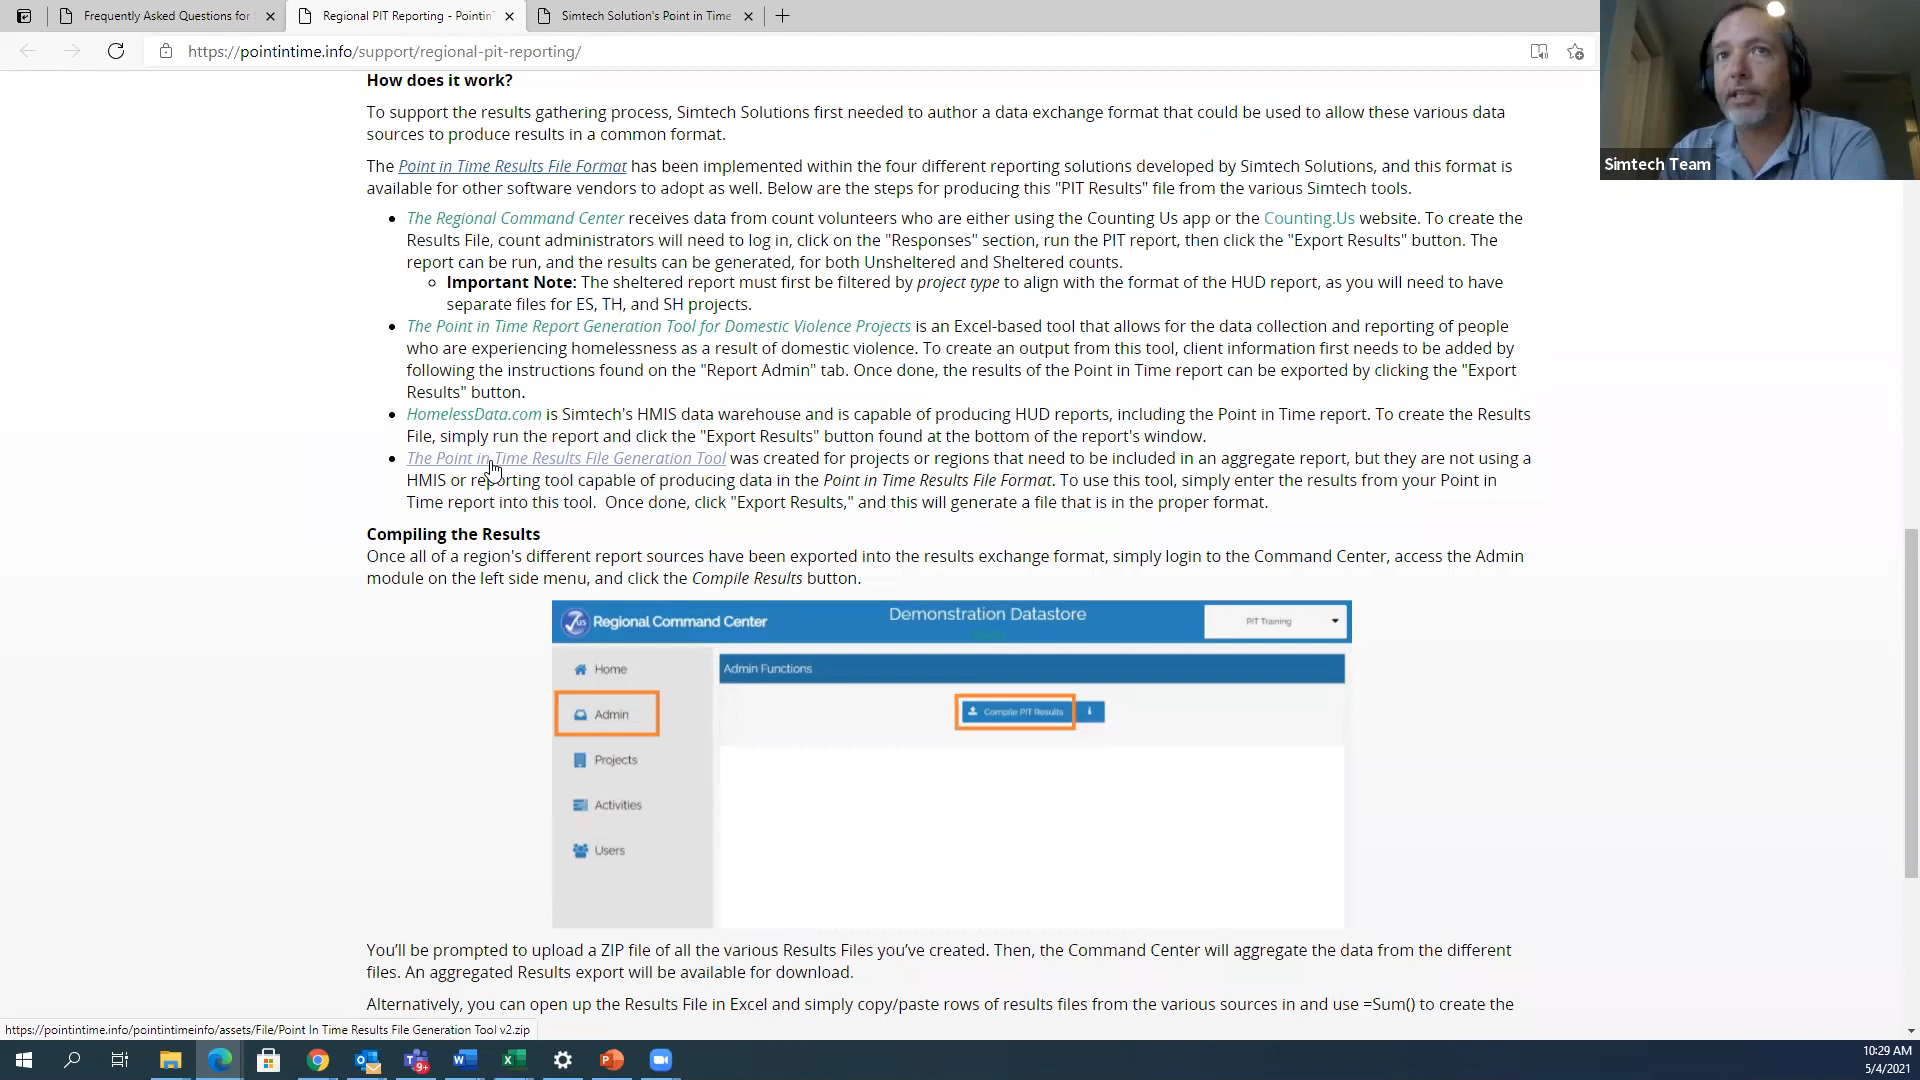 Frequently Asked Questions for
Regional PIT Reporting - Pointin
Simtech Solution's Point in Time
https://pointintime.info/support/regional-pit-reporting/
Simtech Team
How does it work?
To support the results gathering process, Simtech Solutions first needed to author a data exchange format that could be used to allow these various data
sources to produce results in a common format.
The Point in Time Results File Format has been implemented within the four different reporting solutions developed by Simtech Solutions, and this format is
available for other software vendors to adopt as well. Below are the steps for producing this "PIT Results" file from the various Simtech tools.
The Regional Command Center receives data from count volunteers who are either using the Counting Us app or the Counting.Us website. To create the
Results File, count administrators will need to log in, click on the "Responses" section, run the PIT report, then click the "Export Results" button. The
report can be run, and the results can be generated, for both Unsheltered and Sheltered counts.
Important Note: The sheltered report must first be filtered by project type to align with the format of the HUD report, as you will need to have
separate files for ES, TH, and SH projects.
The Point in Time Report Generation Tool for Domestic Violence Projects is an Excel-based tool that allows for the data collection and reporting of people
who are experiencing homelessness as a result of domestic violence. To create an output from this tool, client information first needs to be added by
following the instructions found on the "Report Admin" tab. Once done, the results of the Point in Time report can be exported by clicking the "Export
Results" button.
HomelessData.com is Simtech's HMIS data warehouse and is capable of producing HUD reports, including the Point in Time report. To create the Results
File, simply run the report and click the "Export Results" button found at the bottom of the report's window.
The Point in Time Results File Generation Tool was created for projects or regions that need to be included in an aggregate report, but they are not using a
HMIS or reporting tool capable of producing data in the Point in Time Results File Format. To use this tool, simply enter the results from your Point in
Time report into this tool. Once done, click "Export Results," and this will generate a file that is in the proper format.
Compiling the Results
Once all of a region's different report sources have been exported into the results exchange format, simply login to the Command Center, access the Admin
module on the left side menu, and click the Compile Results button.
Regional Command Center
Demonstration Datastore
PIT Training
Home
Admin Functions
Admin
Compile PIT Results
Projects
Activities
Users
You'll be prompted to upload a ZIP file of all the various Results Files you've created. Then, the Command Center will aggregate the data from the different
files. An aggregated Results export will be available for download.
Alternatively, you can open up the Results File in Excel and simply copy/paste rows of results files from the various sources in and use =Sum() to create the
https://pointintime.info/pointintimeinfo/assets/File/Point In Time Results File Generation Tool v2.zip
9+
10:29 AM
5/4/2021